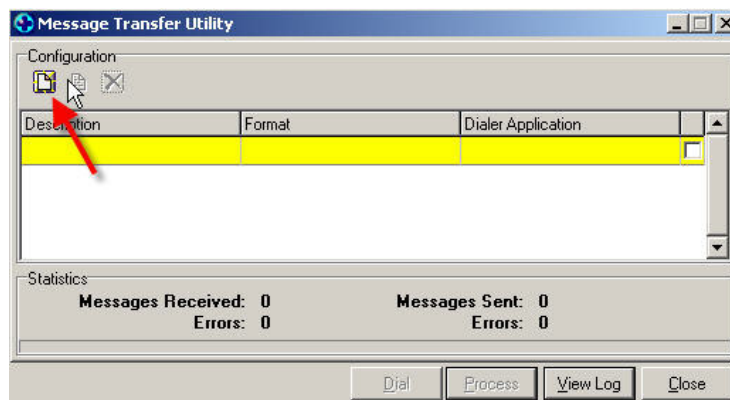 Message Transfer Utility
Configuration
Description Format Dialer Application
Statistics
Messages Received: 0 Messages Sent: 0
Errors: 0 Errors: 0
Dial Process View Log Close